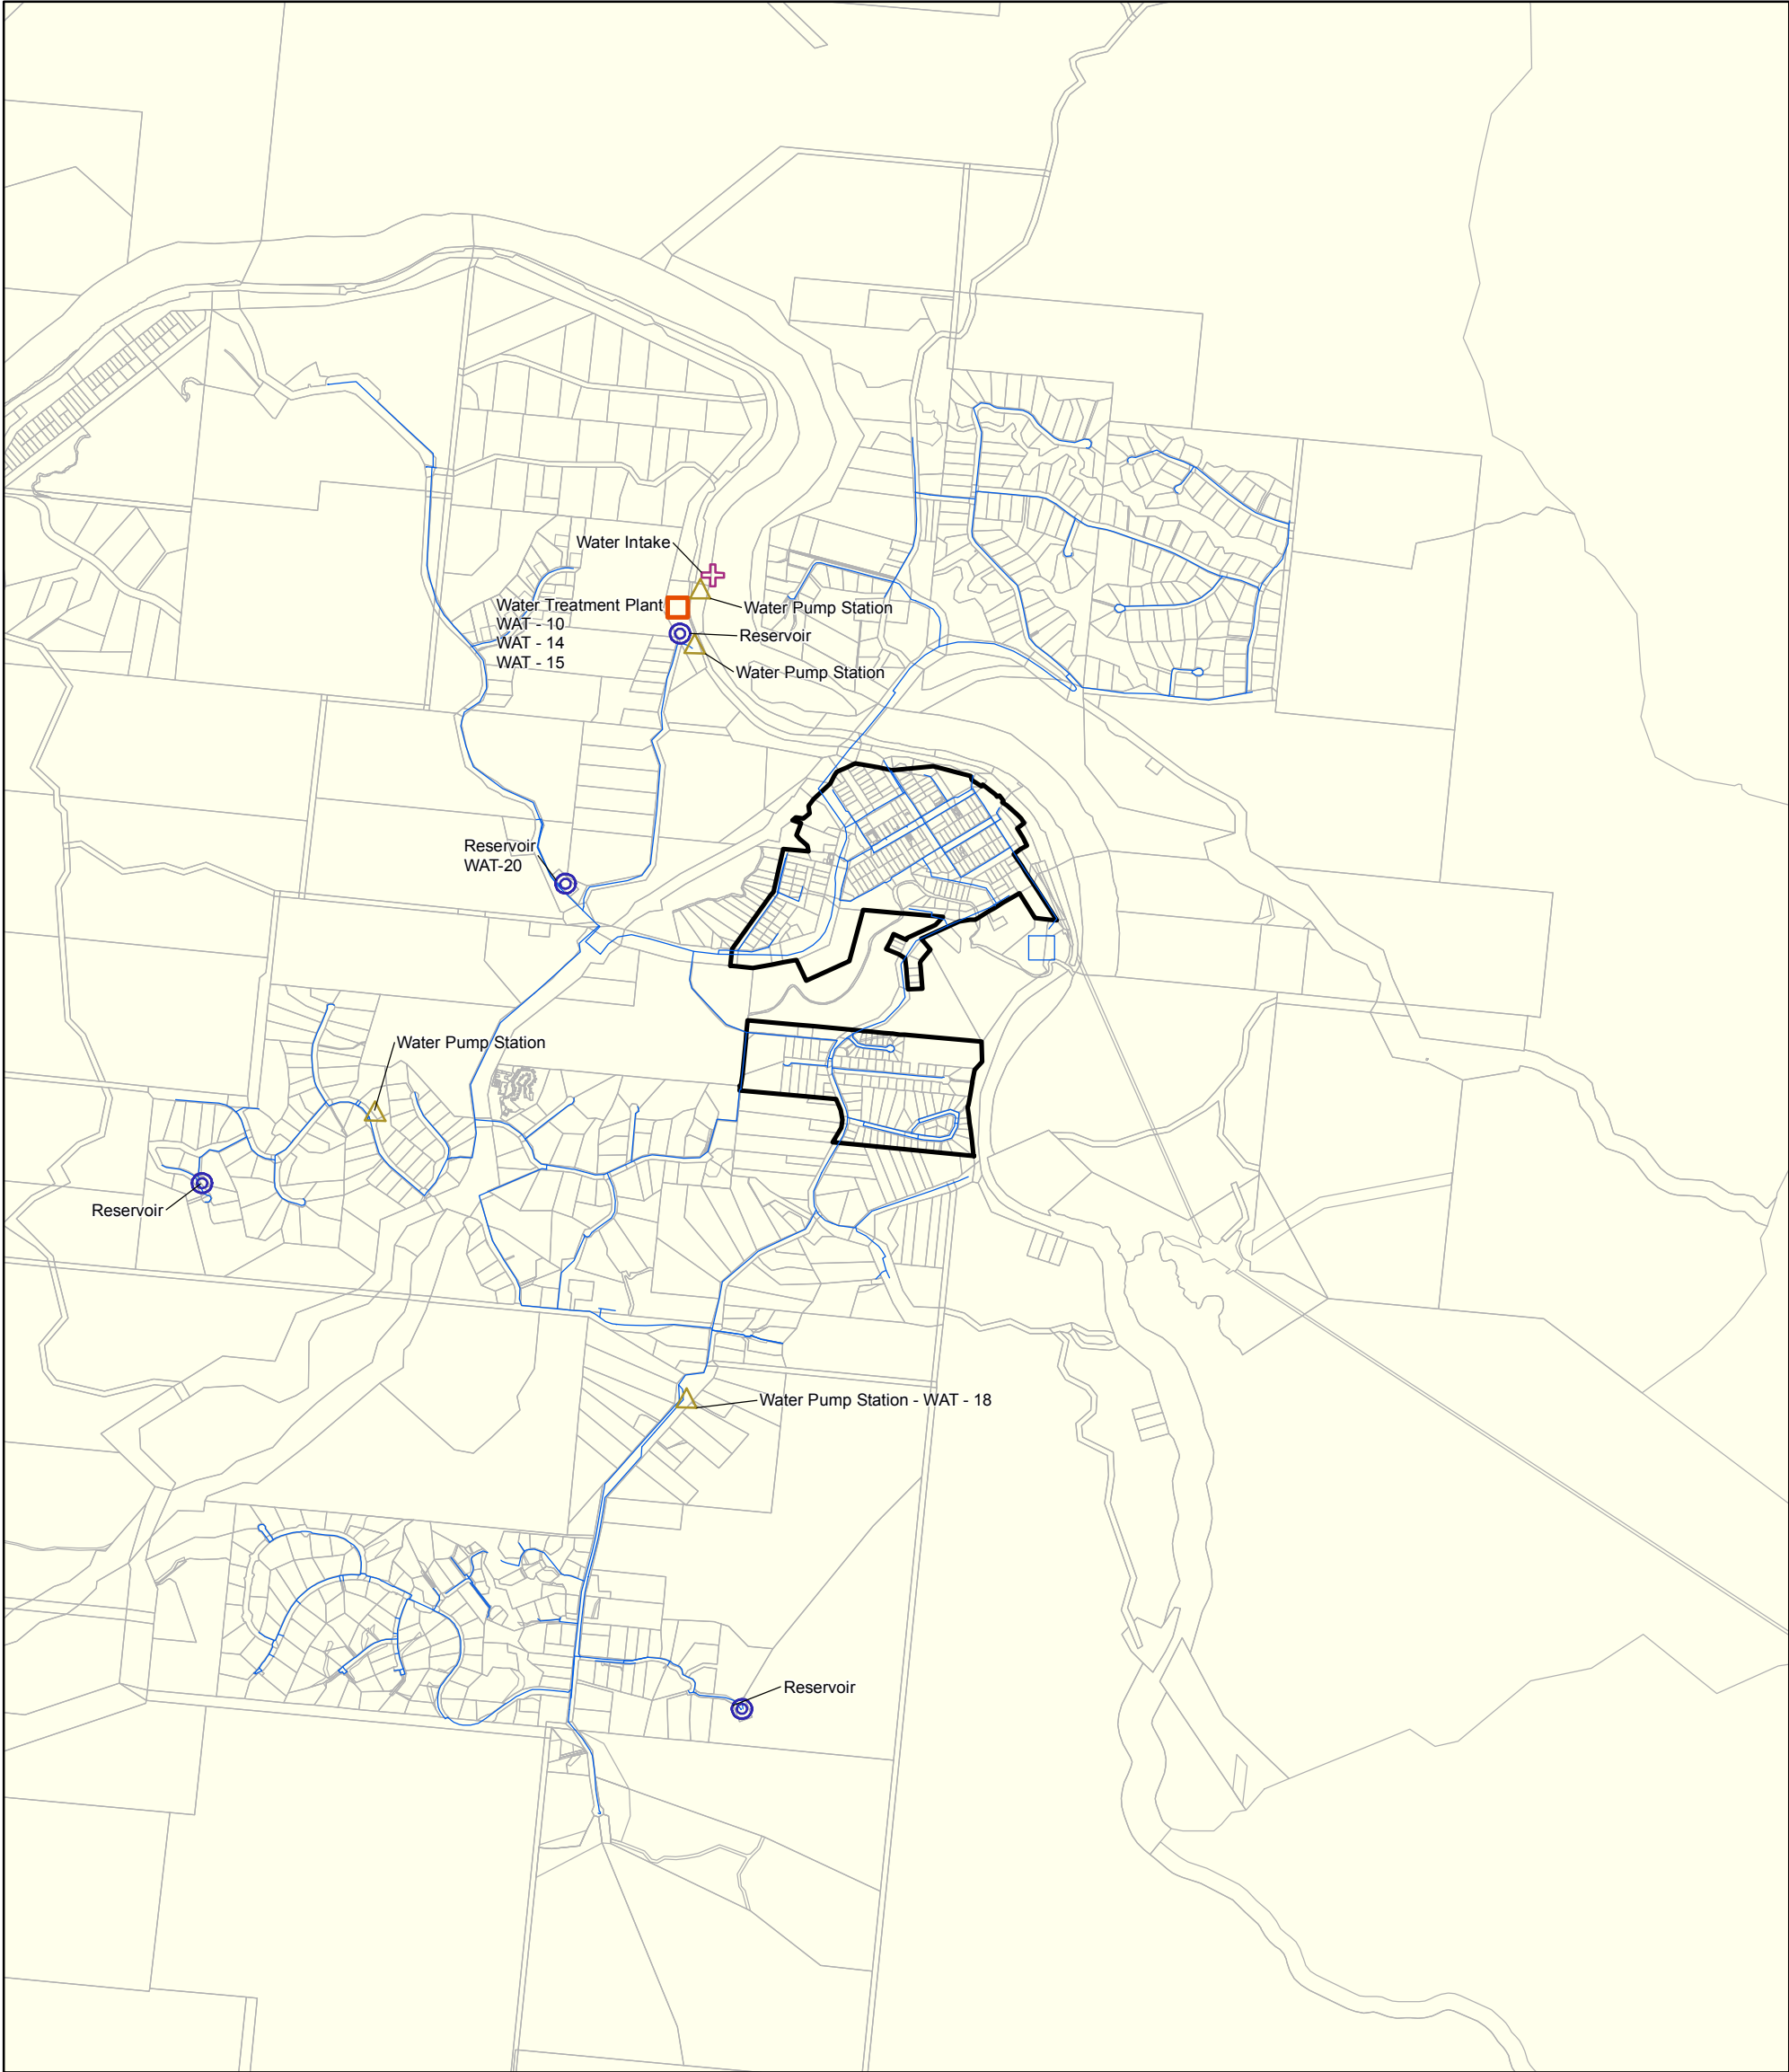 Water Intake
Water Treatment Plant
WAT - 10
WAT - 14
WAT - 15
Water Pump Station
Reservoir
Water Pump Station
Reservoir
WAT-20
Water Pump Station
Reservoir
Water Pump Station - WAT - 18
Reservoir